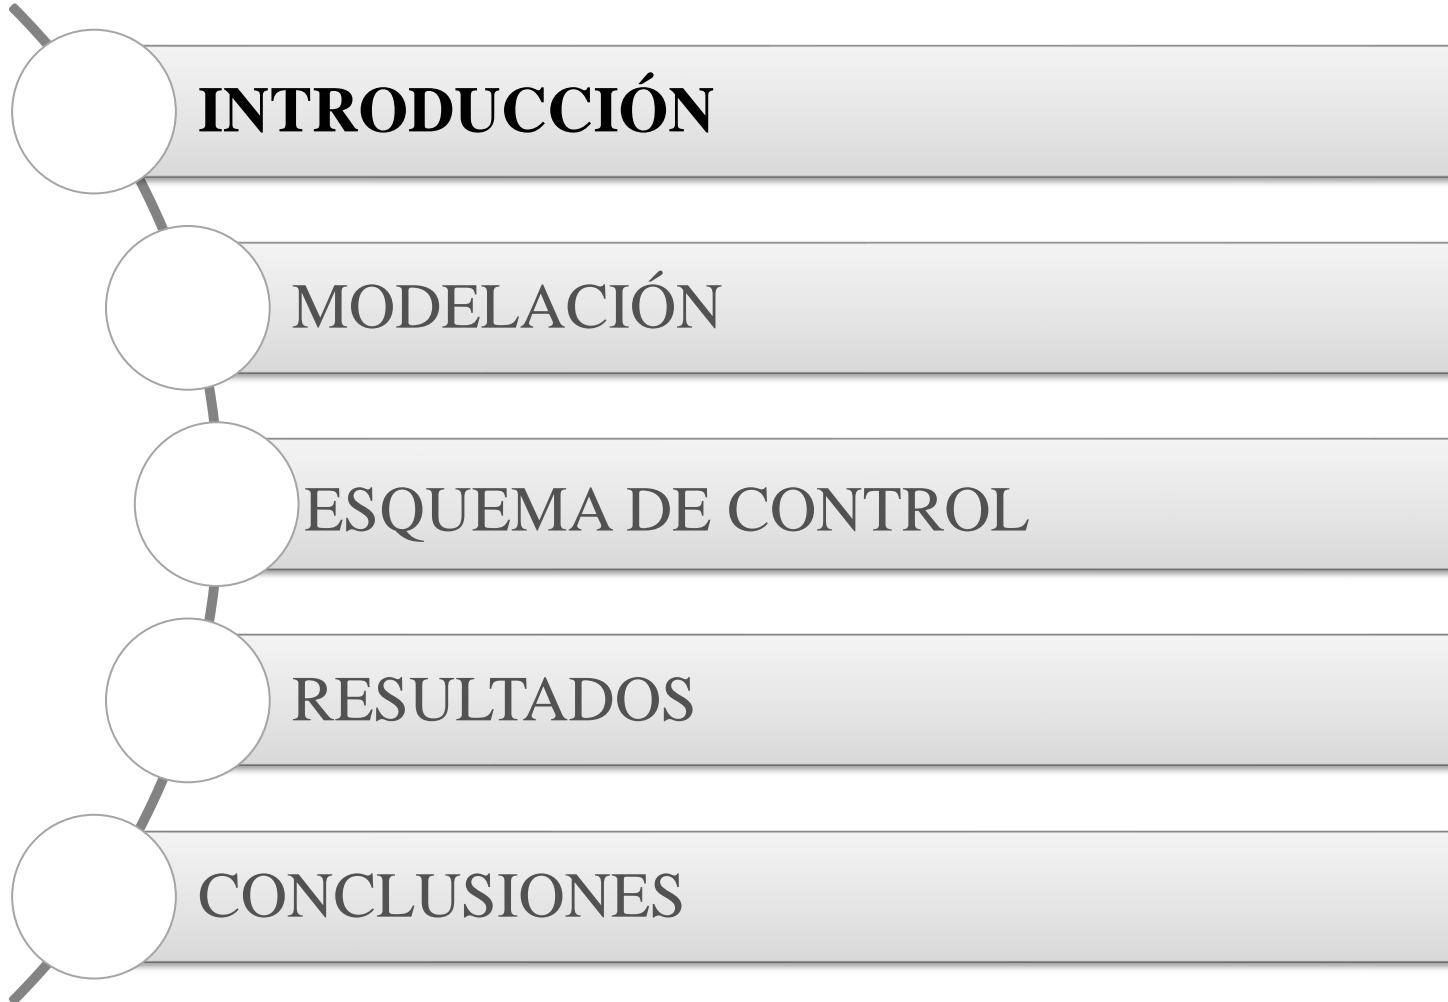 INTRODUCCIÓN
MODELACIÓN
ESQUEMA DE CONTROL
RESULTADOS
CONCLUSIONES